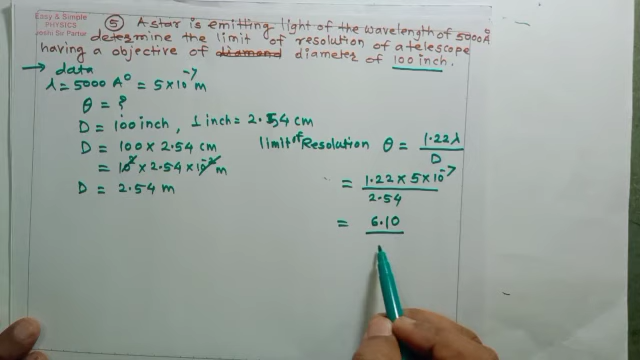 Easy & Simple
PHYSICS
Joshi Sir Partur
⑤ A star is emitting light of the wavelength of 5000 Å
determine the limit of resolution of a telescope
having a objective of diameter of 100 inch.
→ data
λ = 5000 A° = 5×10⁻⁷ m
θ = ?
D = 100 inch, 1 inch = 2.54 cm
D = 100 × 2.54 cm
= 10² × 2.54 × 10⁻² m
D = 2.54 m
limit of Resolution θ = 1.22λ / D
= 1.22 × 5 × 10⁻⁷ / 2.54
= 6.10